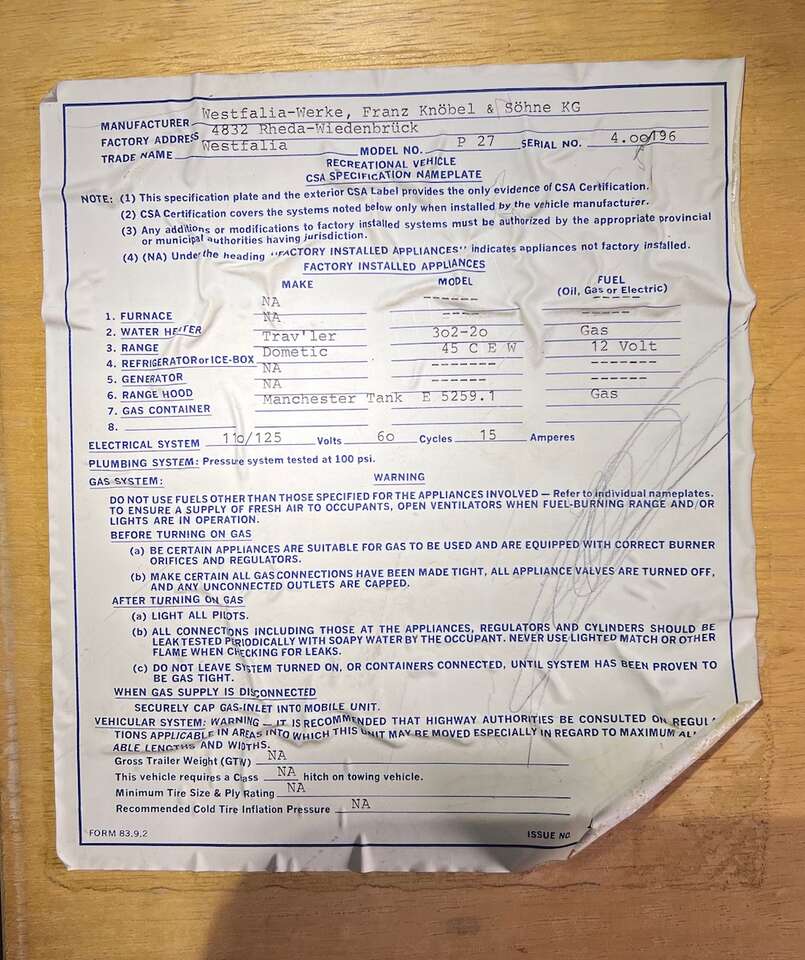 MANUFACTURER Westfalia-Werke, Franz Knöbel & Söhne KG
FACTORY ADDRESS 4832 Rheda-Wiedenbrück
TRADE NAME Westfalia MODEL NO. P 27 SERIAL NO. 4.oo196
RECREATIONAL VEHICLE
CSA SPECIFICATION NAMEPLATE
NOTE: (1) This specification plate and the exterior CSA Label provides the only evidence of CSA Certification.
(2) CSA Certification covers the systems noted below only when installed by the vehicle manufacturer.
(3) Any additions or modifications to factory installed systems must be authorized by the appropriate provincial
or municipal authorities having jurisdiction.
(4) (NA) Under the heading "FACTORY INSTALLED APPLIANCES" indicates appliances not factory installed.
FACTORY INSTALLED APPLIANCES
MAKE MODEL FUEL
(Oil, Gas or Electric)
1. FURNACE NA ------ -----
2. WATER HEATER NA ---- -----
3. RANGE Trav'ler 3o2-2o Gas
4. REFRIGERATOR or ICE-BOX Dometic 45 C E W 12 Volt
5. GENERATOR NA ------- ------
6. RANGE HOOD NA ------ ------
7. GAS CONTAINER Manchester Tank E 5259.1 Gas
8.
ELECTRICAL SYSTEM 11o/125 Volts 6o Cycles 15 Amperes
PLUMBING SYSTEM: Pressure system tested at 100 psi.
GAS SYSTEM: WARNING
DO NOT USE FUELS OTHER THAN THOSE SPECIFIED FOR THE APPLIANCES INVOLVED — Refer to individual nameplates.
TO ENSURE A SUPPLY OF FRESH AIR TO OCCUPANTS, OPEN VENTILATORS WHEN FUEL-BURNING RANGE AND/OR
LIGHTS ARE IN OPERATION.
BEFORE TURNING ON GAS
(a) BE CERTAIN APPLIANCES ARE SUITABLE FOR GAS TO BE USED AND ARE EQUIPPED WITH CORRECT BURNER
ORIFICES AND REGULATORS.
(b) MAKE CERTAIN ALL GAS CONNECTIONS HAVE BEEN MADE TIGHT, ALL APPLIANCE VALVES ARE TURNED OFF,
AND ANY UNCONNECTED OUTLETS ARE CAPPED.
AFTER TURNING ON GAS
(a) LIGHT ALL PILOTS.
(b) ALL CONNECTIONS INCLUDING THOSE AT THE APPLIANCES, REGULATORS AND CYLINDERS SHOULD BE
LEAK TESTED PERIODICALLY WITH SOAPY WATER BY THE OCCUPANT. NEVER USE LIGHTED MATCH OR OTHER
FLAME WHEN CHECKING FOR LEAKS.
(c) DO NOT LEAVE SYSTEM TURNED ON, OR CONTAINERS CONNECTED, UNTIL SYSTEM HAS BEEN PROVEN TO
BE GAS TIGHT.
WHEN GAS SUPPLY IS DISCONNECTED
SECURELY CAP GAS-INLET INTO MOBILE UNIT.
VEHICULAR SYSTEM: WARNING — IT IS RECOMMENDED THAT HIGHWAY AUTHORITIES BE CONSULTED ON REGUL
TIONS APPLICABLE IN AREAS INTO WHICH THIS UNIT MAY BE MOVED ESPECIALLY IN REGARD TO MAXIMUM
ABLE LENGTHS AND WIDTHS.
Gross Trailer Weight (GTW) NA
This vehicle requires a Class NA hitch on towing vehicle.
Minimum Tire Size & Ply Rating NA
Recommended Cold Tire Inflation Pressure NA
FORM 83.9.2 ISSUE NO